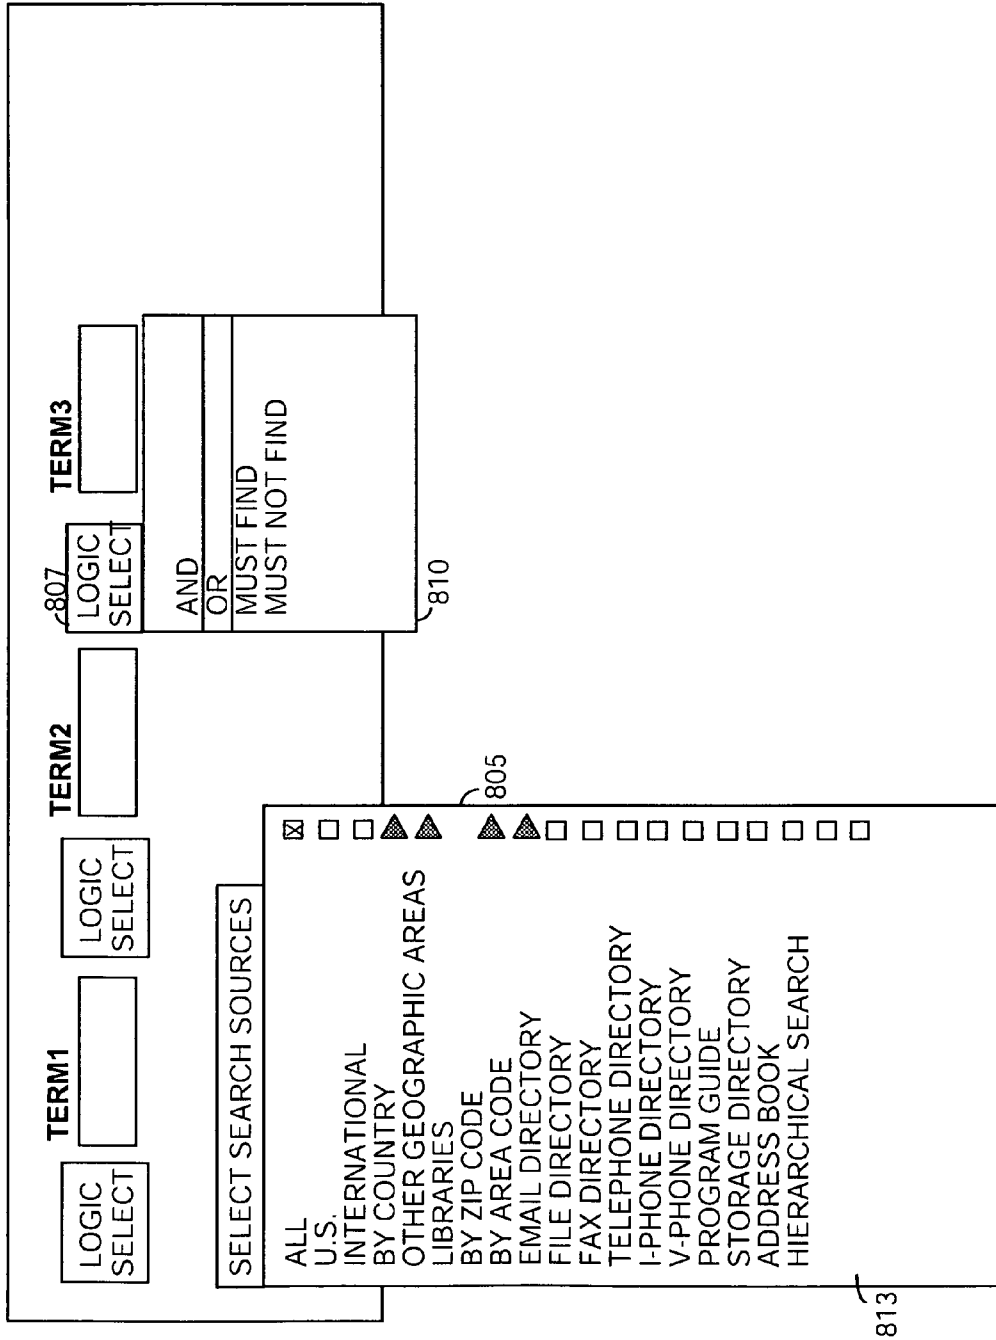 TERM1
TERM2
TERM3
LOGIC
SELECT
LOGIC
SELECT
807
LOGIC
SELECT
AND
OR
MUST FIND
MUST NOT FIND
810
SELECT SEARCH SOURCES
805
ALL
U.S.
INTERNATIONAL
BY COUNTRY
OTHER GEOGRAPHIC AREAS
LIBRARIES
BY ZIP CODE
BY AREA CODE
EMAIL DIRECTORY
FILE DIRECTORY
FAX DIRECTORY
TELEPHONE DIRECTORY
I-PHONE DIRECTORY
V-PHONE DIRECTORY
PROGRAM GUIDE
STORAGE DIRECTORY
ADDRESS BOOK
HIERARCHICAL SEARCH
813